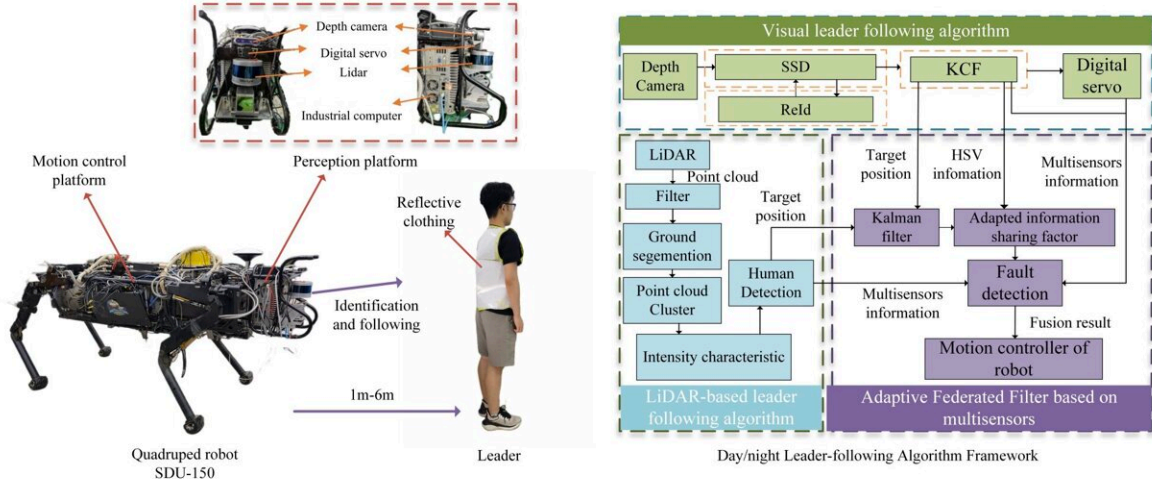 Depth camera
Digital servo
Lidar
Industrial computer
Motion control
platform
Perception platform
Reflective
clothing
Identification
and following
1m-6m
Quadruped robot
SDU-150
Leader
Visual leader following algorithm
Depth
Camera
SSD
KCF
Digital
servo
ReId
LiDAR
Point cloud
Filter
Ground
segemention
Point cloud
Cluster
Intensity characteristic
Human
Detection
Target
position
LiDAR-based leader
following algorithm
Target
position
HSV
infomation
Multisensors
information
Kalman
filter
Adapted information
sharing factor
Fault
detection
Multisensors
information
Fusion result
Motion controller of
robot
Adaptive Federated Filter based on
multisensors
Day/night Leader-following Algorithm Framework